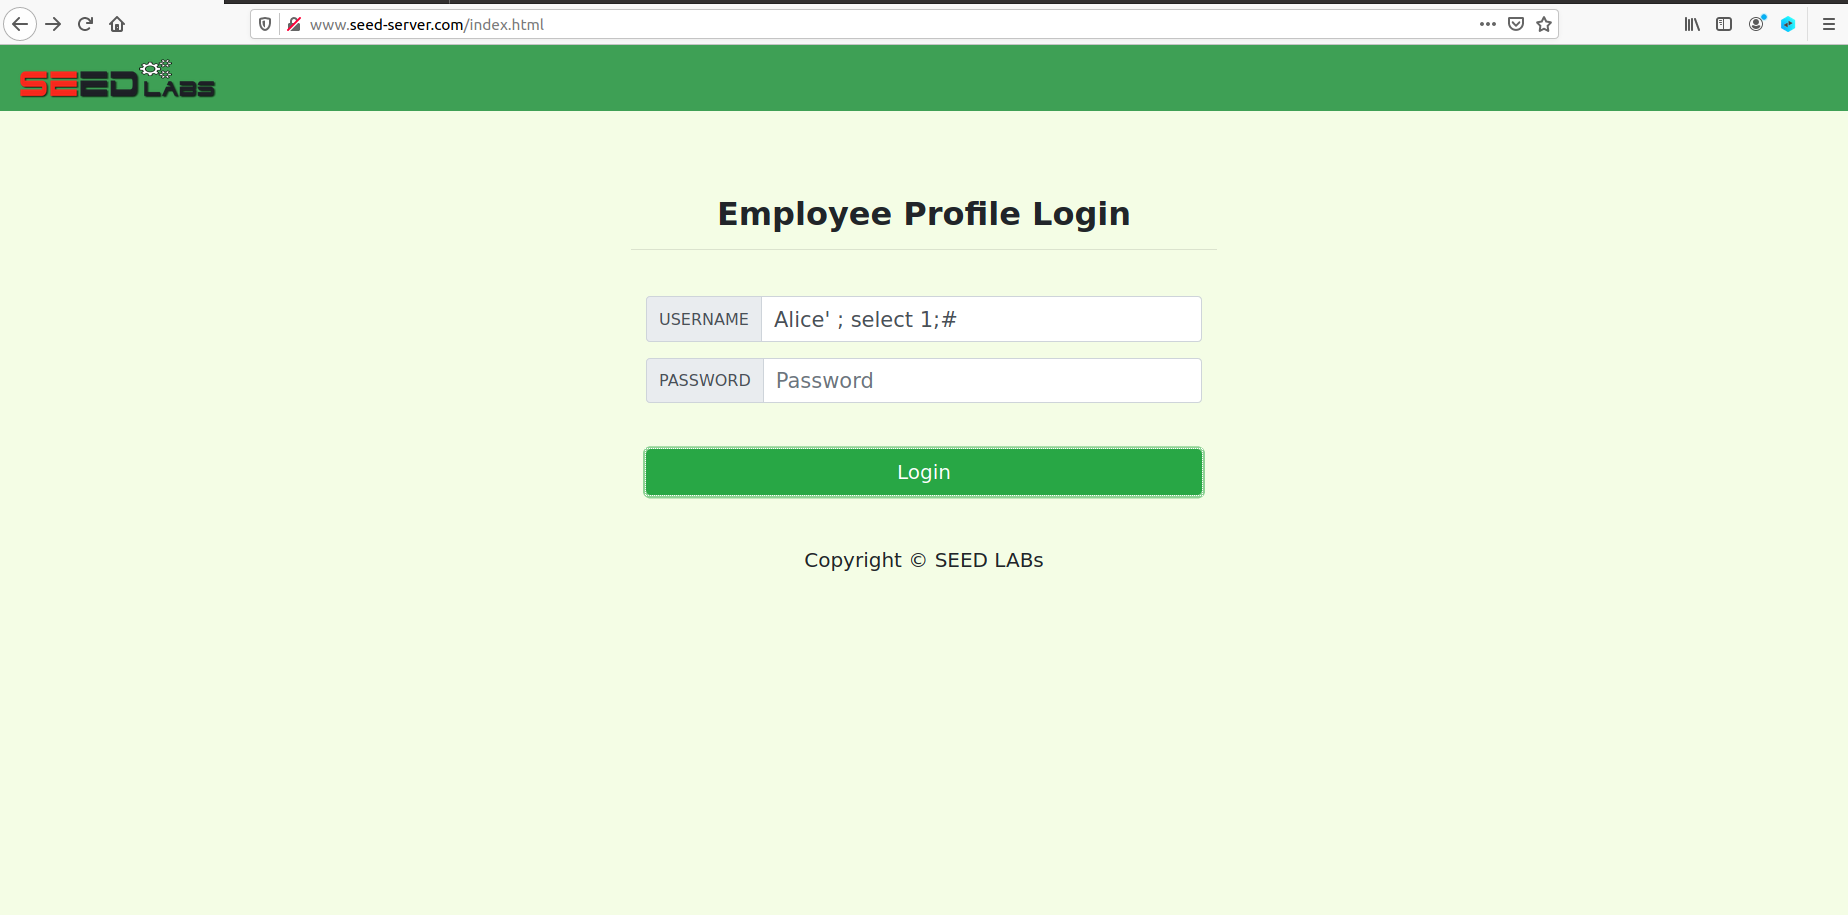 www.seed-server.com/index.html
SEED LABS
Employee Profile Login
USERNAME Alice' ; select 1;#
PASSWORD Password
Login
Copyright © SEED LABs